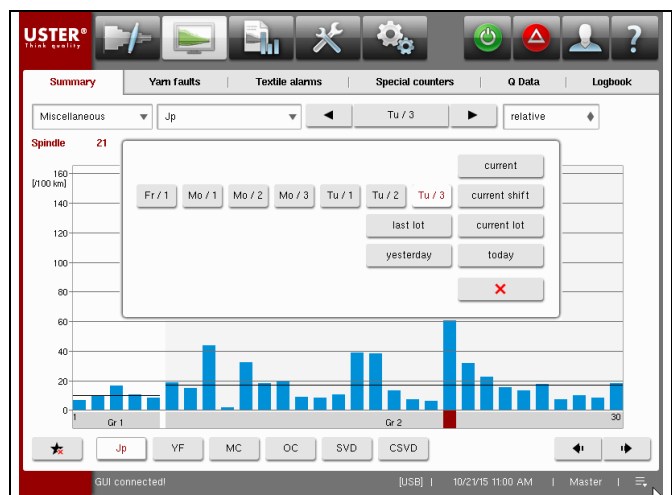 USTER®
Think quality
?
Summary Yarn faults Textile alarms Special counters Q Data Logbook
Miscellaneous Jp Tu / 3 relative
Spindle 21
current
Fr / 1 Mo / 1 Mo / 2 Mo / 3 Tu / 1 Tu / 2 Tu / 3 current shift
last lot current lot
yesterday today
160
[/100 km]
140
120
100
80
60
40
20
0
1 Gr 1 Gr 2 30
Jp YF MC OC SVD CSVD
GUI connected! [USB] | 10/21/15 11:00 AM | Master |